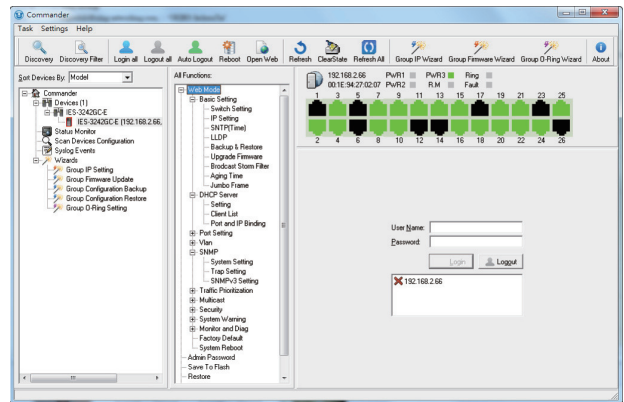 Commander
Task Settings Help
Discovery Discovery Filter Login all Logout all Auto Logout Reboot Open Web Refresh ClearState Refresh All Group IP Wizard Group Firmware Wizard Group O-Ring Wizard About
Sort Devices By: Model
Commander
Devices (1)
IES-3242GC-E
IES-3242GC-E (192.168.2.66,
Status Monitor
Scan Devices Configuration
Syslog Events
Wizards
Group IP Setting
Group Firmware Update
Group Configuration Backup
Group Configuration Restore
Group O-Ring Setting
All Functions:
Web Mode
Basic Setting
Switch Setting
IP Setting
SNTP(Time)
LLDP
Backup & Restore
Upgrade Firmware
Brodcast Storm Filter
Aging Time
Jumbo Frame
DHCP Server
Setting
Client List
Port and IP Binding
Port Setting
Vlan
SNMP
System Setting
Trap Setting
SNMPv3 Setting
Traffic Prioritization
Multicast
Security
System Warning
Monitor and Diag
Factory Default
System Reboot
Admin Password
Save To Flash
Restore
192.168.2.66 PWR1 PWR3 Ring
00:1E:94:27:02:07 PWR2 R.M Fault
1 3 5 7 9 11 13 15 17 19 21 23 25
2 4 6 8 10 12 14 16 18 20 22 24 26
User Name:
Password:
Login Logout
192.168.2.66